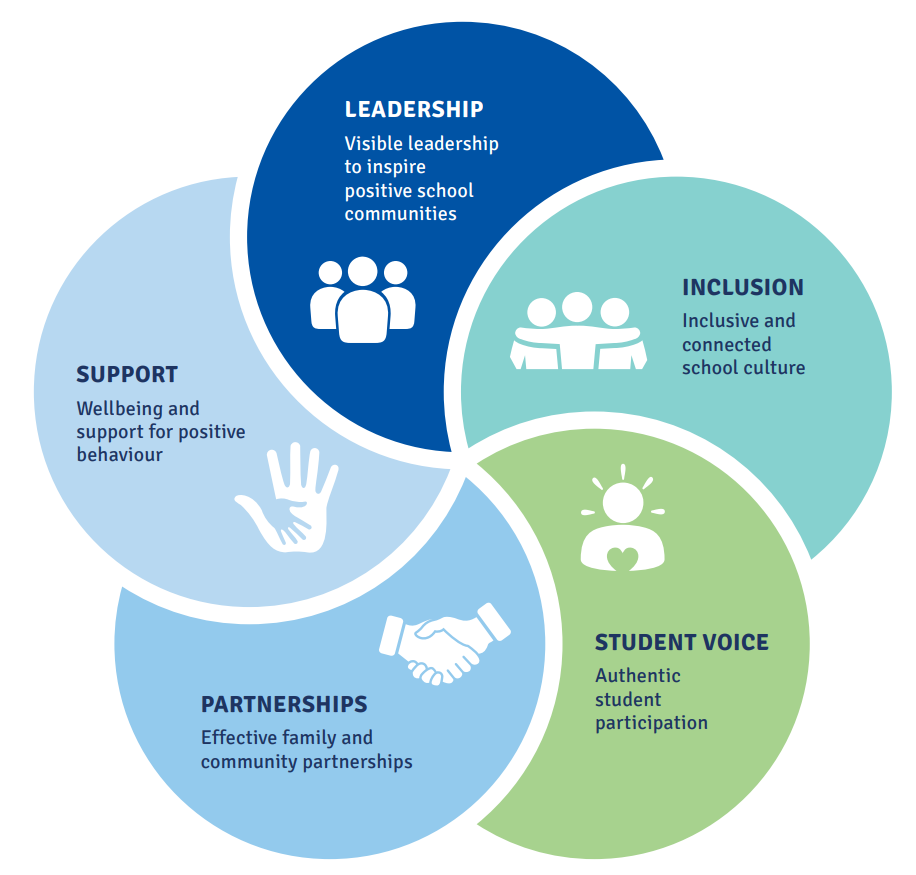 LEADERSHIP
Visible leadership
to inspire
positive school
communities
INCLUSION
Inclusive and
connected
school culture
STUDENT VOICE
Authentic
student
participation
PARTNERSHIPS
Effective family and
community partnerships
SUPPORT
Wellbeing and
support for positive
behaviour